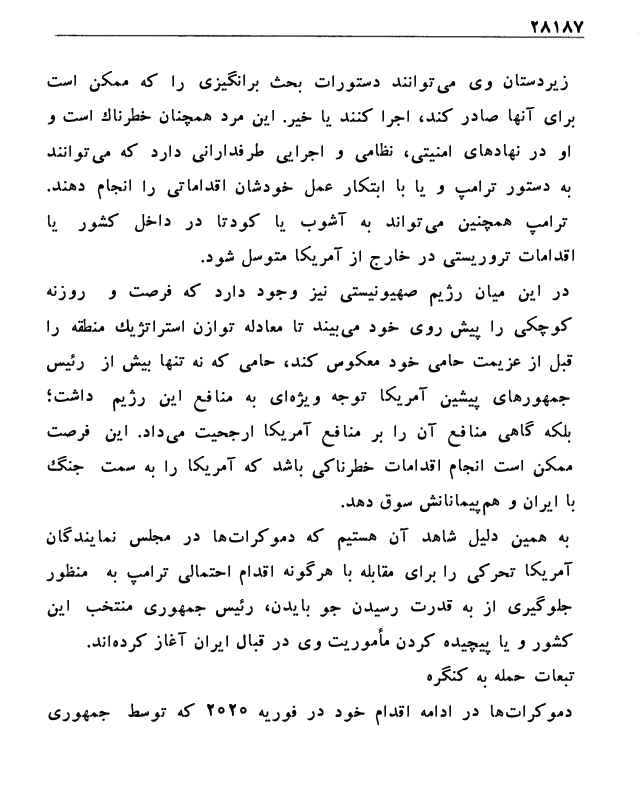 ۲۸۱۸۷
زیردستان وی می‌توانند دستورات بحث برانگیزی را که ممکن است
برای آنها صادر کند، اجرا کنند یا خیر. این مرد همچنان خطرناك است و
او در نهادهای امنیتی، نظامی و اجرایی طرفدارانی دارد که می‌توانند
به دستور ترامپ و یا با ابتکار عمل خودشان اقداماتی را انجام دهند.
ترامپ همچنین می‌تواند به آشوب یا کودتا در داخل کشور یا
اقدامات تروریستی در خارج از آمریکا متوسل شود.
در این میان رژیم صهیونیستی نیز وجود دارد که فرصت و روزنه
کوچکی را پیش روی خود می‌بیند تا معادله توازن استراتژیك منطقه را
قبل از عزیمت حامی خود معکوس کند، حامی که نه تنها بیش از رئیس
جمهورهای پیشین آمریکا توجه ویژه‌ای به منافع این رژیم داشت؛
بلکه گاهی منافع آن را بر منافع آمریکا ارجحیت می‌داد. این فرصت
ممکن است انجام اقدامات خطرناکی باشد که آمریکا را به سمت جنگ
با ایران و هم‌پیمانانش سوق دهد.
به همین دلیل شاهد آن هستیم که دموکرات‌ها در مجلس نمایندگان
آمریکا تحرکی را برای مقابله با هرگونه اقدام احتمالی ترامپ به منظور
جلوگیری از به قدرت رسیدن جو بایدن، رئیس جمهوری منتخب این
کشور و یا پیچیده کردن مأموریت وی در قبال ایران آغاز کرده‌اند.
تبعات حمله به کنگره
دموکرات‌ها در ادامه اقدام خود در فوریه ۲۰۲۰ که توسط جمهوری